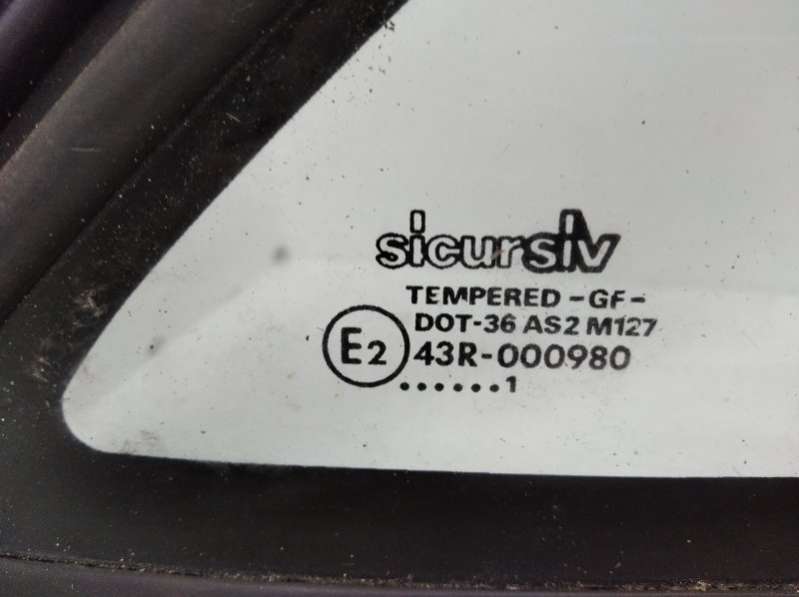 sicursiv
TEMPERED -GF-
DOT-36 AS2 M127
E2 43R-000980
......1